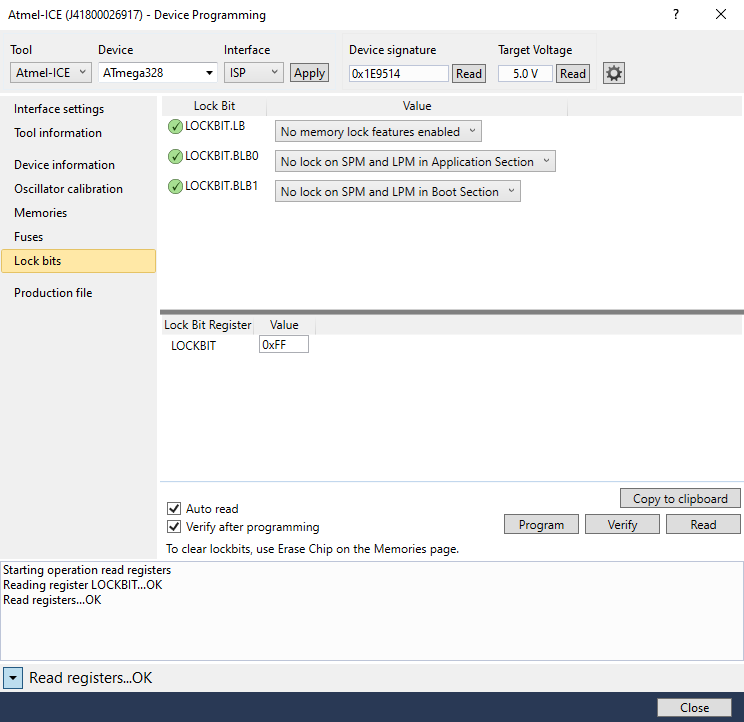 Atmel-ICE (J41800026917) - Device Programming
?
Tool Device Interface Device signature Target Voltage
Atmel-ICE ATmega328 ISP Apply 0x1E9514 Read 5.0 V Read
Interface settings
Tool information
Device information
Oscillator calibration
Memories
Fuses
Lock bits
Production file
Lock Bit Value
LOCKBIT.LB No memory lock features enabled
LOCKBIT.BLB0 No lock on SPM and LPM in Application Section
LOCKBIT.BLB1 No lock on SPM and LPM in Boot Section
Lock Bit Register Value
LOCKBIT 0xFF
Copy to clipboard
Auto read
Verify after programming
Program Verify Read
To clear lockbits, use Erase Chip on the Memories page.
Starting operation read registers
Reading register LOCKBIT...OK
Read registers...OK
Read registers...OK
Close